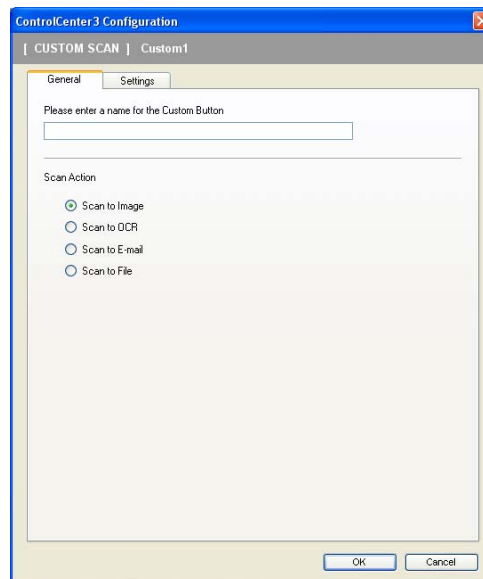 ControlCenter3 Configuration
[ CUSTOM SCAN ] Custom1
General Settings
Please enter a name for the Custom Button
Scan Action
Scan to Image
Scan to OCR
Scan to E-mail
Scan to File
OK Cancel